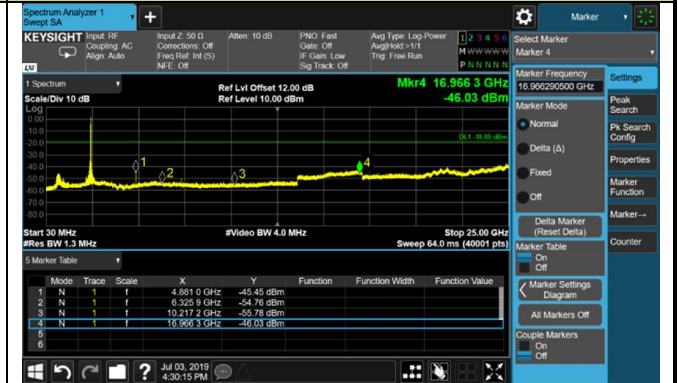 Spectrum Analyzer 1
Swept SA
+
Marker
KEYSIGHT Input: RF Input Z: 50 Ω Atten: 10 dB PNO: Fast Avg Type: Log-Power 1 2 3 4 5 6
Coupling: AC Corrections: Off Gate: Off Avg|Hold:>1/1 M W W W W W
Align: Auto Freq Ref: Int (S) IF Gain: Low Trig: Free Run
LXI NFE: Off Sig Track: Off P N N N N N
Select Marker
Marker 4
1 Spectrum
Scale/Div 10 dB
Ref Lvl Offset 12.00 dB
Ref Level 10.00 dBm
Mkr4 16.966 3 GHz
-46.03 dBm
Log
0.00
-10.0
-20.0
-30.0
-40.0
-50.0
-60.0
-70.0
-80.0
1
2
3
4
Start 30 MHz #Video BW 4.0 MHz Stop 25.00 GHz
#Res BW 1.3 MHz Sweep 64.0 ms (40001 pts)
5 Marker Table
Mode Trace Scale X Y Function Function Width Function Value
1 N 1 f 4.881 0 GHz -45.45 dBm
2 N 1 f 6.325 9 GHz -54.76 dBm
3 N 1 f 10.217 2 GHz -55.78 dBm
4 N 1 f 16.966 3 GHz -46.03 dBm
5
6
Marker Frequency
16.966290500 GHz
Marker Mode
Normal
Delta (Δ)
Fixed
Off
Delta Marker
(Reset Delta)
Marker Table
On
Off
Marker Settings
Diagram
All Markers Off
Couple Markers
On
Off
Settings
Peak
Search
Pk Search
Config
Properties
Marker
Function
Marker→
Counter
?
Jul 03, 2019
4:30:15 PM